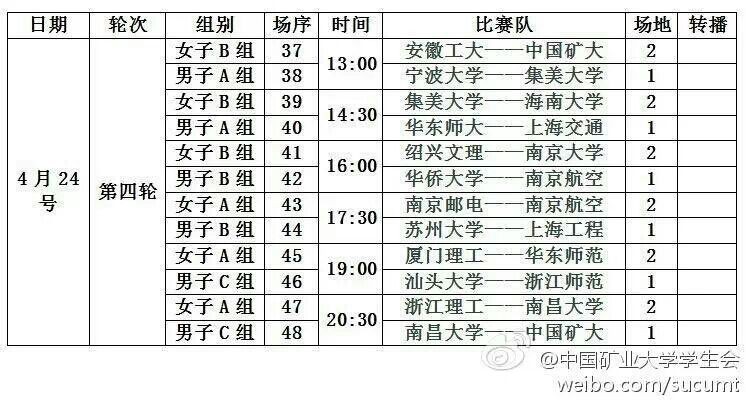 日期 轮次 组别 场序 时间 比赛队 场地 转播
4月24号 第四轮
女子B组 37 13:00 安徽工大——中国矿大 2
男子A组 38 宁波大学——集美大学 1
女子B组 39 14:30 集美大学——海南大学 2
男子A组 40 华东师大——上海交通 1
女子B组 41 16:00 绍兴文理——南京大学 2
男子B组 42 华侨大学——南京航空 1
女子A组 43 17:30 南京邮电——南京航空 2
男子B组 44 苏州大学——上海工程 1
女子A组 45 19:00 厦门理工——华东师范 2
男子C组 46 汕头大学——浙江师范 1
女子A组 47 20:30 浙江理工——南昌大学 2
男子C组 48 南昌大学——中国矿大 1
@中国矿业大学学生会
weibo.com/sucumt